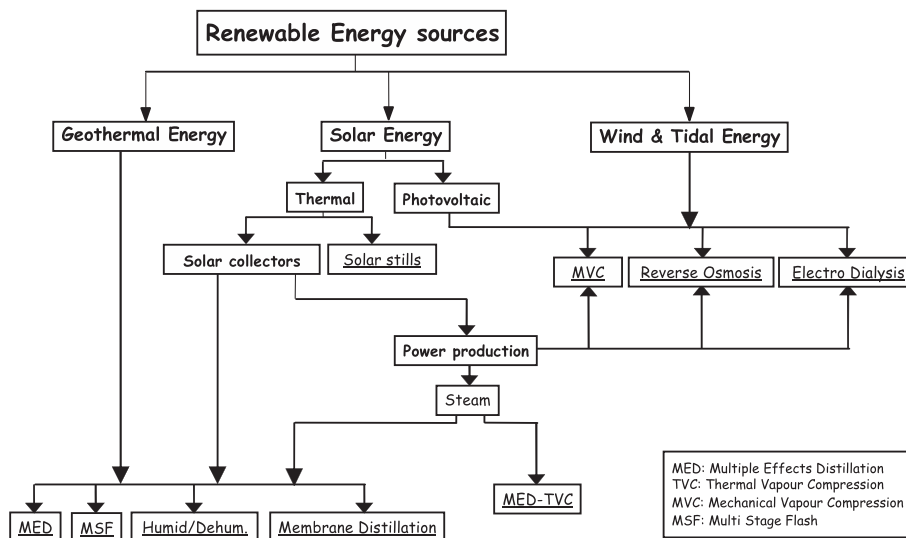 Renewable Energy sources
Geothermal Energy
Solar Energy
Wind & Tidal Energy
Thermal
Photovoltaic
Solar collectors
Solar stills
MVC
Reverse Osmosis
Electro Dialysis
Power production
Steam
MED-TVC
MED
MSF
Humid/Dehum.
Membrane Distillation
MED: Multiple Effects Distillation
TVC: Thermal Vapour Compression
MVC: Mechanical Vapour Compression
MSF: Multi Stage Flash